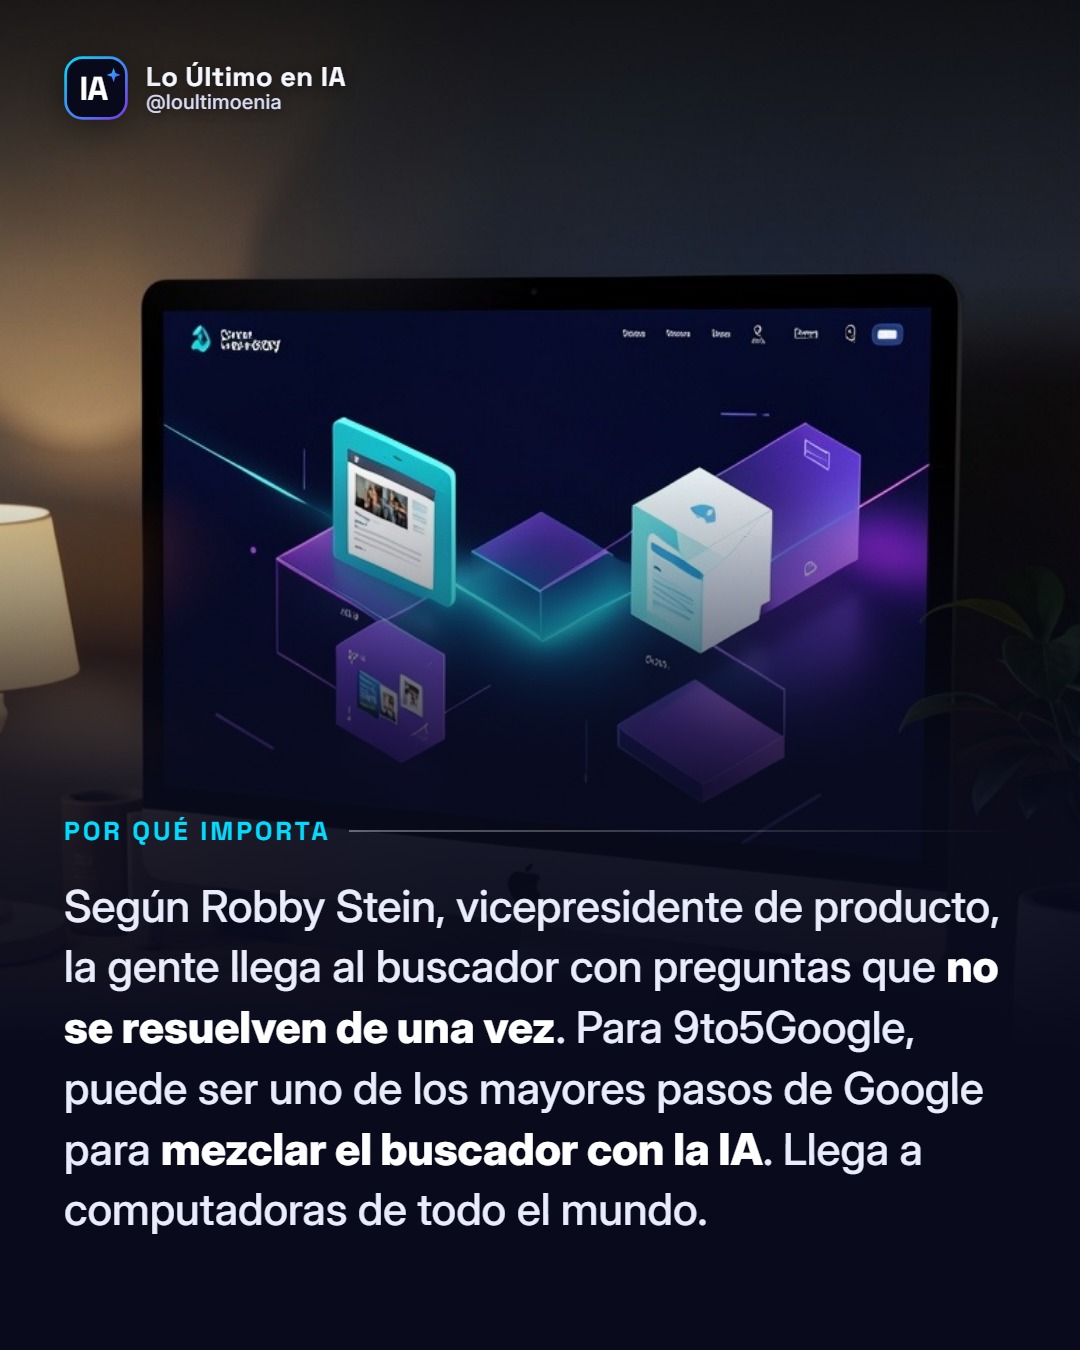 IA
Lo Último en IA
@loultimoenia
POR QUÉ IMPORTA
Según Robby Stein, vicepresidente de producto,
la gente llega al buscador con preguntas que no
se resuelven de una vez. Para 9to5Google,
puede ser uno de los mayores pasos de Google
para mezclar el buscador con la IA. Llega a
computadoras de todo el mundo.